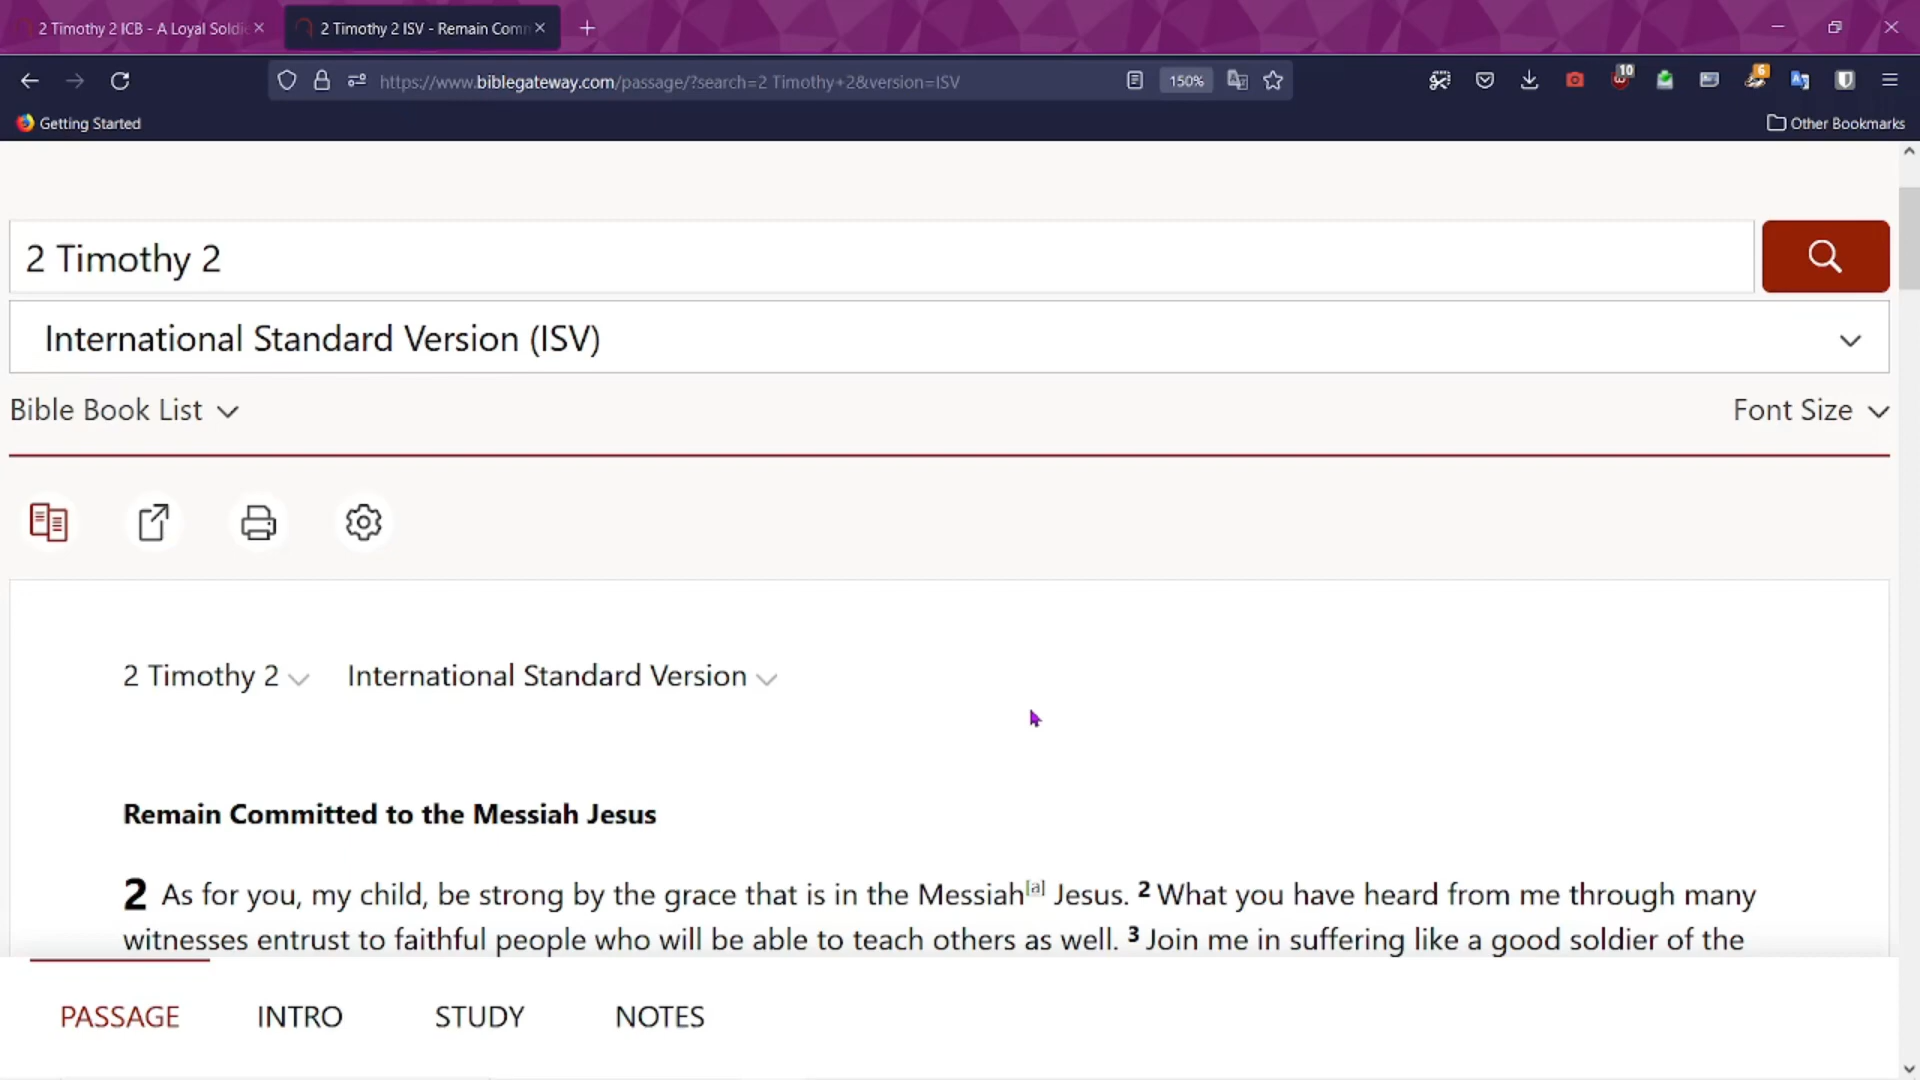 2 Timothy 2 ICB - A Loyal Soldie
2 Timothy 2 ISV - Remain Comm
https://www.biblegateway.com/passage/?search=2 Timothy+2&version=ISV
150%
10
6
Getting Started
Other Bookmarks
2 Timothy 2
International Standard Version (ISV)
Bible Book List
Font Size
2 Timothy 2
International Standard Version
Remain Committed to the Messiah Jesus
2 As for you, my child, be strong by the grace that is in the Messiah[a] Jesus. 2 What you have heard from me through many
witnesses entrust to faithful people who will be able to teach others as well. 3 Join me in suffering like a good soldier of the
PASSAGE
INTRO
STUDY
NOTES